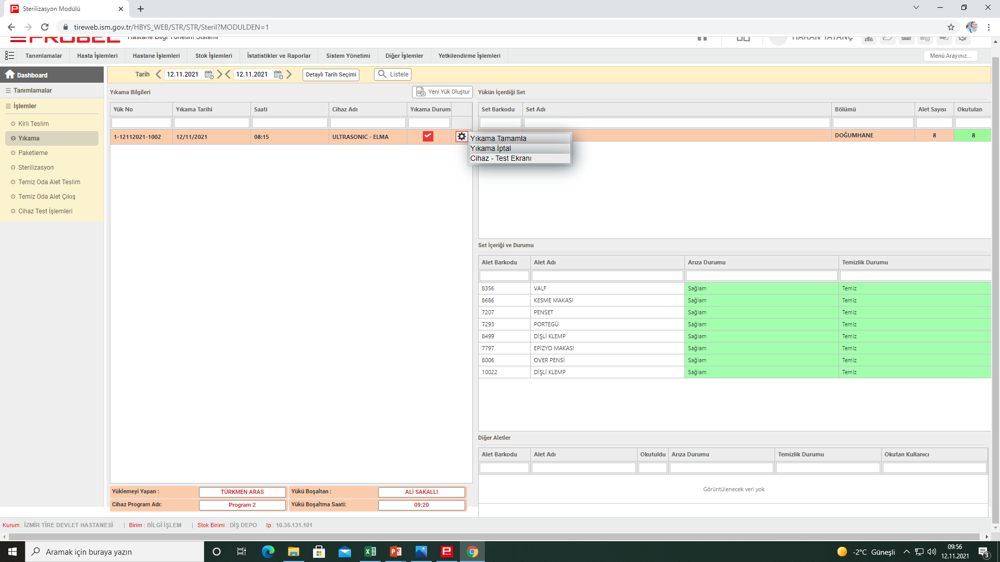 Sterilizasyon Modülü
tireweb.ism.gov.tr/HBYS_WEB/STR/STR/Steril?MODULDEN=1
PROBEL Hastane Bilgi Yönetim Sistemi HAKAN TATANÇ
Tanımlamalar Hasta İşlemleri Hastane İşlemleri Stok İşlemleri İstatistikler ve Raporlar Sistem Yönetimi Diğer İşlemler Yetkilendirme İşlemleri Menü Arayınız...
Dashboard
Tanımlamalar
İşlemler
Kirli Teslim
Yıkama
Paketleme
Sterilizasyon
Temiz Oda Alet Teslim
Temiz Oda Alet Çıkış
Cihaz Test İşlemleri
Tarih 12.11.2021 12.11.2021 Detaylı Tarih Seçimi Listele
Yıkama Bilgileri Yeni Yük Oluştur
Yük No Yıkama Tarihi Saati Cihaz Adı Yıkama Durum
1-12112021-1002 12/11/2021 08:15 ULTRASONIC - ELMA
Yıkama Tamamla
Yıkama İptal
Cihaz - Test Ekranı
Yükün İçerdiği Set
Set Barkodu Set Adı Bölümü Alet Sayısı Okutulan
DOĞUMHANE 8 8
Set İçeriği ve Durumu
Alet Barkodu Alet Adı Arıza Durumu Temizlik Durumu
8356 VALF Sağlam Temiz
8686 KESME MAKASI Sağlam Temiz
7207 PENSET Sağlam Temiz
7293 PORTEGÜ Sağlam Temiz
8499 DİŞLİ KLEMP Sağlam Temiz
7797 EPİZYO MAKASI Sağlam Temiz
8006 OVER PENSİ Sağlam Temiz
10022 DİŞLİ KLEMP Sağlam Temiz
Diğer Aletler
Alet Barkodu Alet Adı Okutuldu Arıza Durumu Temizlik Durumu Okutan Kullanıcı
Görüntülenecek veri yok
Yüklemeyi Yapan : TÜRKMEN ARAS Yükü Boşaltan : ALİ SAKALLI
Cihaz Program Adı: Program 2 Yükü Boşaltma Saati: 09:20
Kurum : İZMİR TİRE DEVLET HASTANESİ | Birim : BİLGİ İŞLEM | Stok Birimi : DİŞ DEPO Ip : 10.35.131.101
Aramak için buraya yazın
-2°C Güneşli
09:56
12.11.2021
3